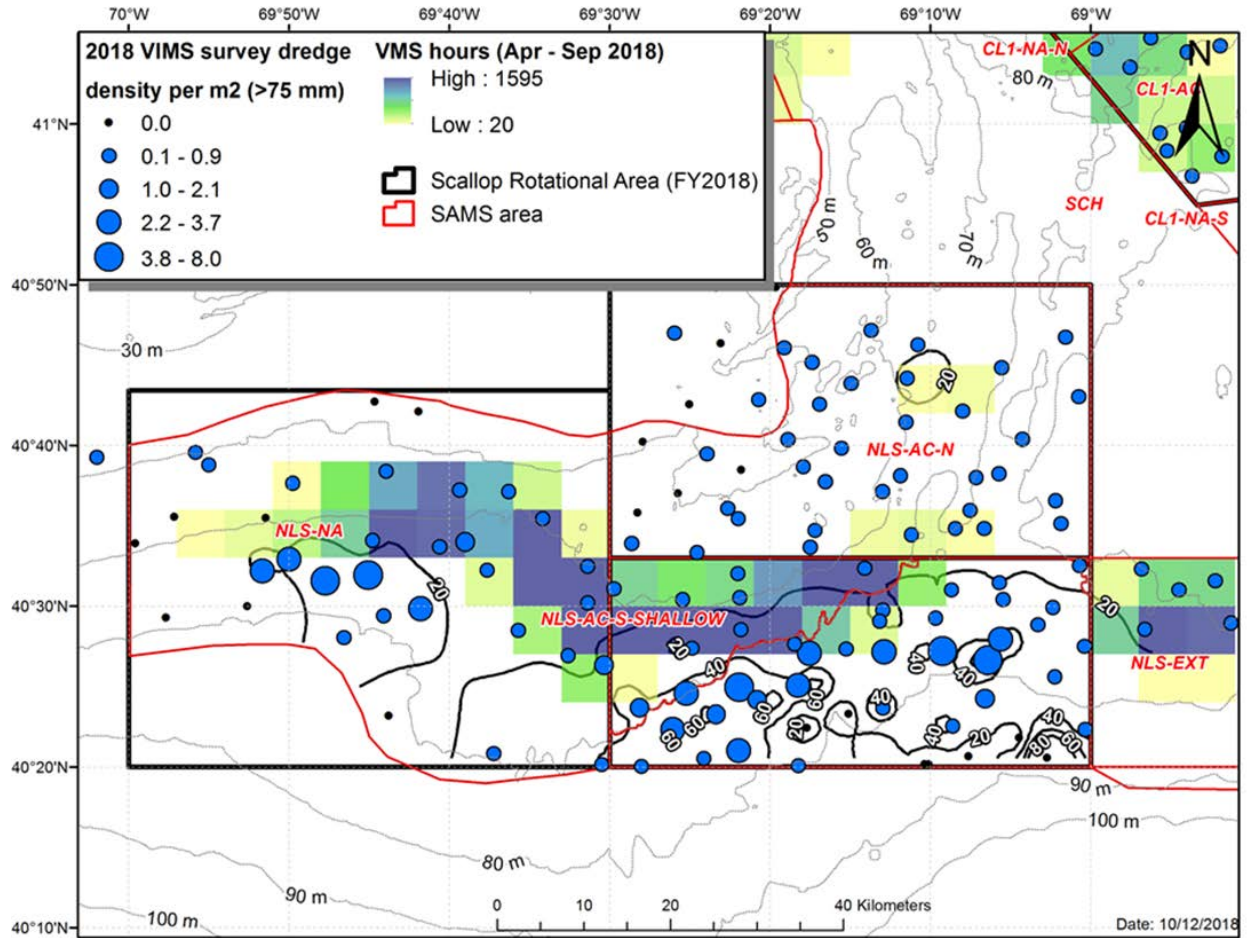 70°W 69°50'W 69°40'W 69°30'W 69°20'W 69°10'W 69°W
2018 VIMS survey dredge
density per m2 (>75 mm)
0.0
0.1 - 0.9
1.0 - 2.1
2.2 - 3.7
3.8 - 8.0
VMS hours (Apr - Sep 2018)
High : 1595
Low : 20
Scallop Rotational Area (FY2018)
SAMS area
CL1-NA-N
80 m
N
CL1-AC
41°N
SCH
CL1-NA-S
50 m
60 m
70 m
40°50'N
30 m
20
40°40'N
NLS-AC-N
NLS-NA
20
40°30'N
NLS-AC-S-SHALLOW
20
NLS-EXT
20
40
40
40
60
40
60
60
20
40
20
40
80
60
40°20'N
90 m
100 m
80 m
90 m
100 m
0 10 20 40 Kilometers
40°10'N
Date: 10/12/2018